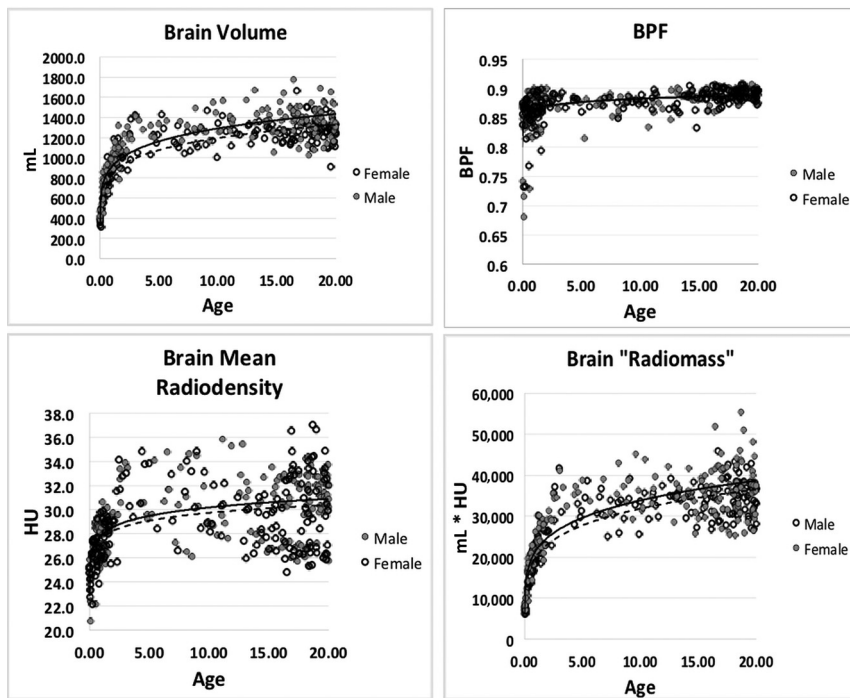 Brain Volume
2000.0
1800.0
1600.0
1400.0
1200.0
1000.0
800.0
600.0
400.0
200.0
0.0
mL
0.00 5.00 10.00 15.00 20.00
Age
Female
Male
BPF
0.95
0.9
0.85
0.8
0.75
0.7
0.65
0.6
BPF
0.00 5.00 10.00 15.00 20.00
Age
Male
Female
Brain Mean
Radiodensity
38.0
36.0
34.0
32.0
30.0
28.0
26.0
24.0
22.0
20.0
HU
0.00 5.00 10.00 15.00 20.00
Age
Male
Female
Brain "Radiomass"
60,000
50,000
40,000
30,000
20,000
10,000
0
mL * HU
0.00 5.00 10.00 15.00 20.00
Age
Male
Female